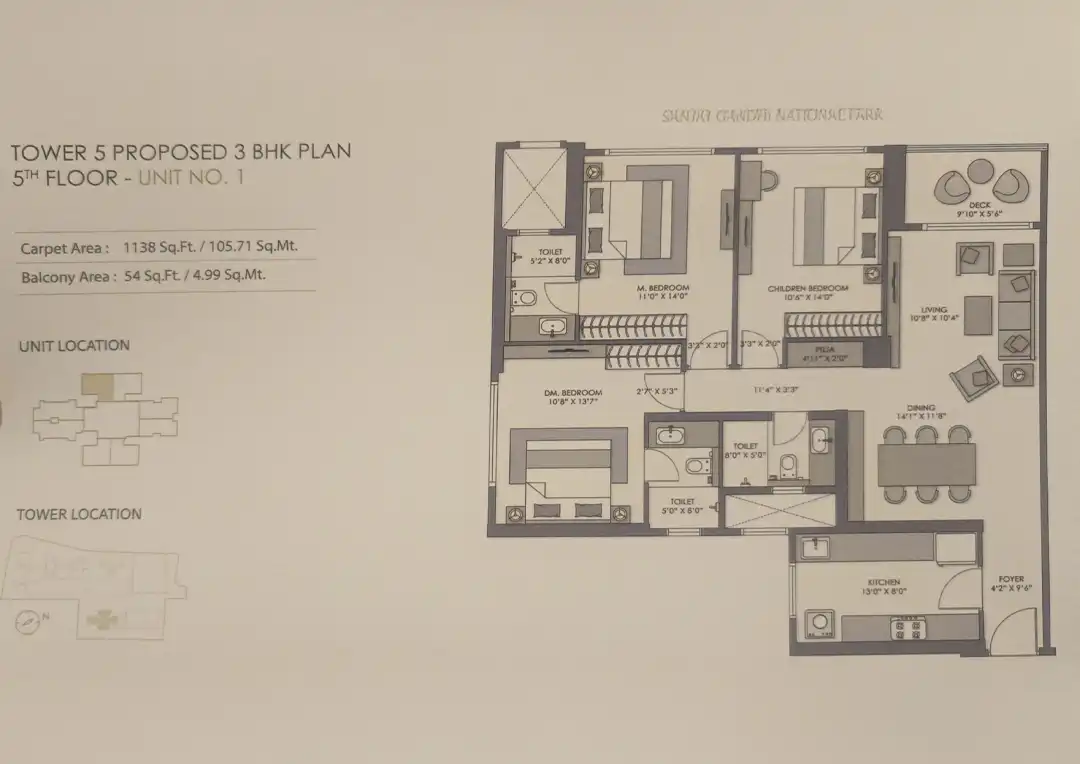 SANJAY GANDHI NATIONAL PARK
TOWER 5 PROPOSED 3 BHK PLAN
5TH FLOOR - UNIT NO. 1
Carpet Area : 1138 Sq.Ft. / 105.71 Sq.Mt.
Balcony Area : 54 Sq.Ft. / 4.99 Sq.Mt.
UNIT LOCATION
TOWER LOCATION
N
DECK
9'10" X 5'6"
TOILET
5'2" X 8'0"
M. BEDROOM
11'0" X 14'0"
CHILDREN BEDROOM
10'6" X 14'0"
LIVING
10'8" X 10'4"
3'3" X 2'0"
3'3" X 2'0"
PUJA
4'11" X 2'0"
DM. BEDROOM
10'8" X 13'7"
2'7" X 5'3"
11'4" X 3'3"
DINING
14'1" X 11'8"
TOILET
8'0" X 5'0"
TOILET
5'0" X 8'0"
KITCHEN
13'0" X 8'0"
FOYER
4'2" X 9'6"